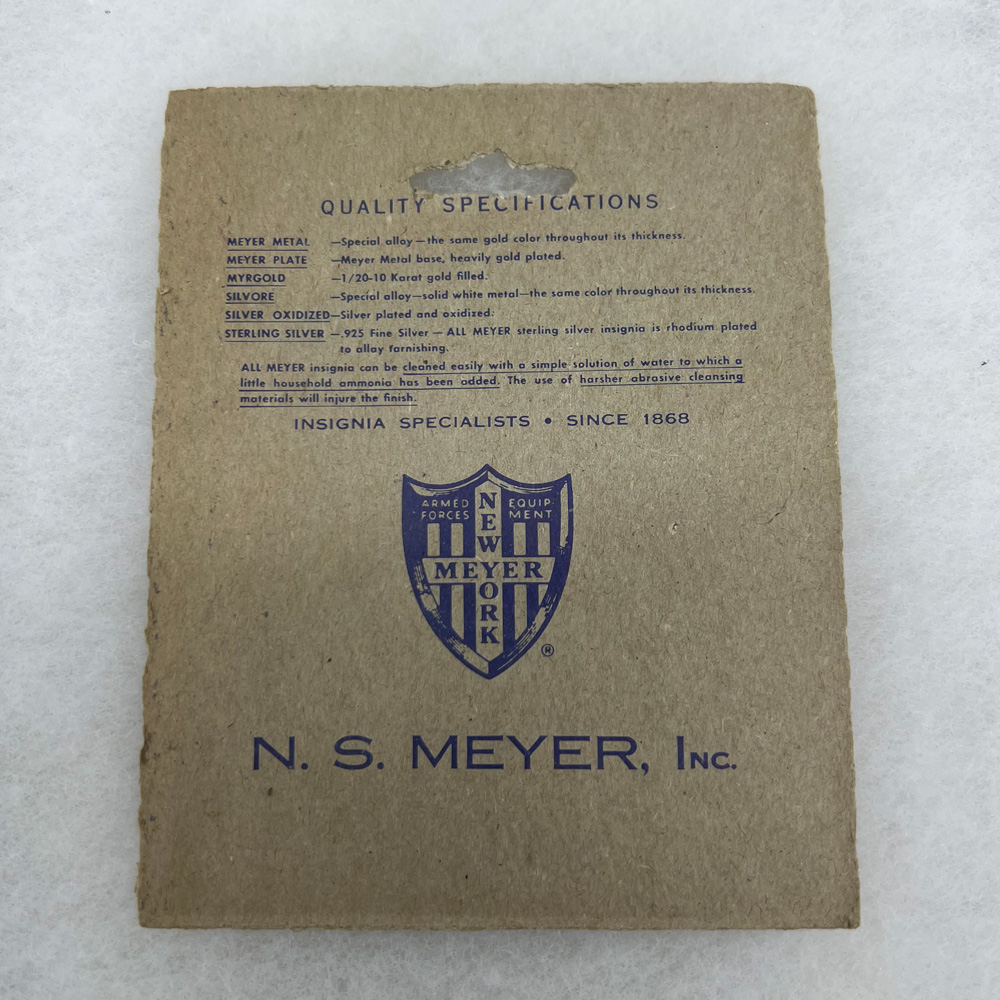 QUALITY SPECIFICATIONS
MEYER METAL —Special alloy—the same gold color throughout its thickness.
MEYER PLATE —Meyer Metal base, heavily gold plated.
MYRGOLD —1/20-10 Karat gold filled.
SILVORE —Special alloy—solid white metal—the same color throughout its thickness.
SILVER OXIDIZED—Silver plated and oxidized.
STERLING SILVER —.925 Fine Silver — ALL MEYER sterling silver insignia is rhodium plated
to allay tarnishing.
ALL MEYER insignia can be cleaned easily with a simple solution of water to which a
little household ammonia has been added. The use of harsher abrasive cleansing
materials will injure the finish.
INSIGNIA SPECIALISTS • SINCE 1868
ARMED FORCES
EQUIP-MENT
NEW YORK
MEYER
®
N. S. MEYER, INC.